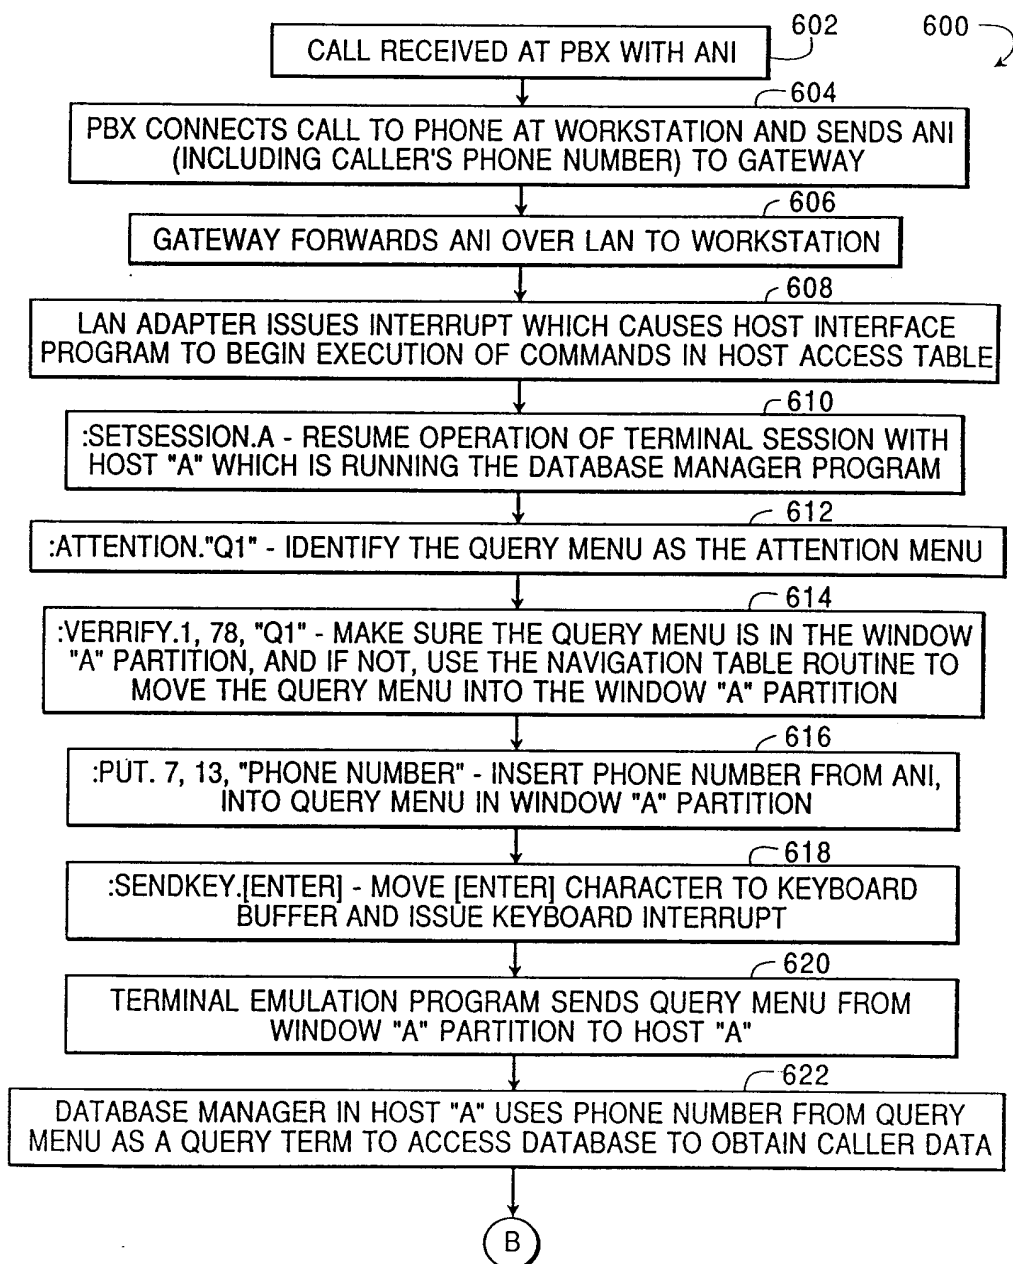 602
600
CALL RECEIVED AT PBX WITH ANI
604
PBX CONNECTS CALL TO PHONE AT WORKSTATION AND SENDS ANI
(INCLUDING CALLER'S PHONE NUMBER) TO GATEWAY
606
GATEWAY FORWARDS ANI OVER LAN TO WORKSTATION
608
LAN ADAPTER ISSUES INTERRUPT WHICH CAUSES HOST INTERFACE
PROGRAM TO BEGIN EXECUTION OF COMMANDS IN HOST ACCESS TABLE
610
:SETSESSION.A - RESUME OPERATION OF TERMINAL SESSION WITH
HOST "A" WHICH IS RUNNING THE DATABASE MANAGER PROGRAM
612
:ATTENTION."Q1" - IDENTIFY THE QUERY MENU AS THE ATTENTION MENU
614
:VERRIFY.1, 78, "Q1" - MAKE SURE THE QUERY MENU IS IN THE WINDOW
"A" PARTITION, AND IF NOT, USE THE NAVIGATION TABLE ROUTINE TO
MOVE THE QUERY MENU INTO THE WINDOW "A" PARTITION
616
:PUT. 7, 13, "PHONE NUMBER" - INSERT PHONE NUMBER FROM ANI,
INTO QUERY MENU IN WINDOW "A" PARTITION
618
:SENDKEY.[ENTER] - MOVE [ENTER] CHARACTER TO KEYBOARD
BUFFER AND ISSUE KEYBOARD INTERRUPT
620
TERMINAL EMULATION PROGRAM SENDS QUERY MENU FROM
WINDOW "A" PARTITION TO HOST "A"
622
DATABASE MANAGER IN HOST "A" USES PHONE NUMBER FROM QUERY
MENU AS A QUERY TERM TO ACCESS DATABASE TO OBTAIN CALLER DATA
B